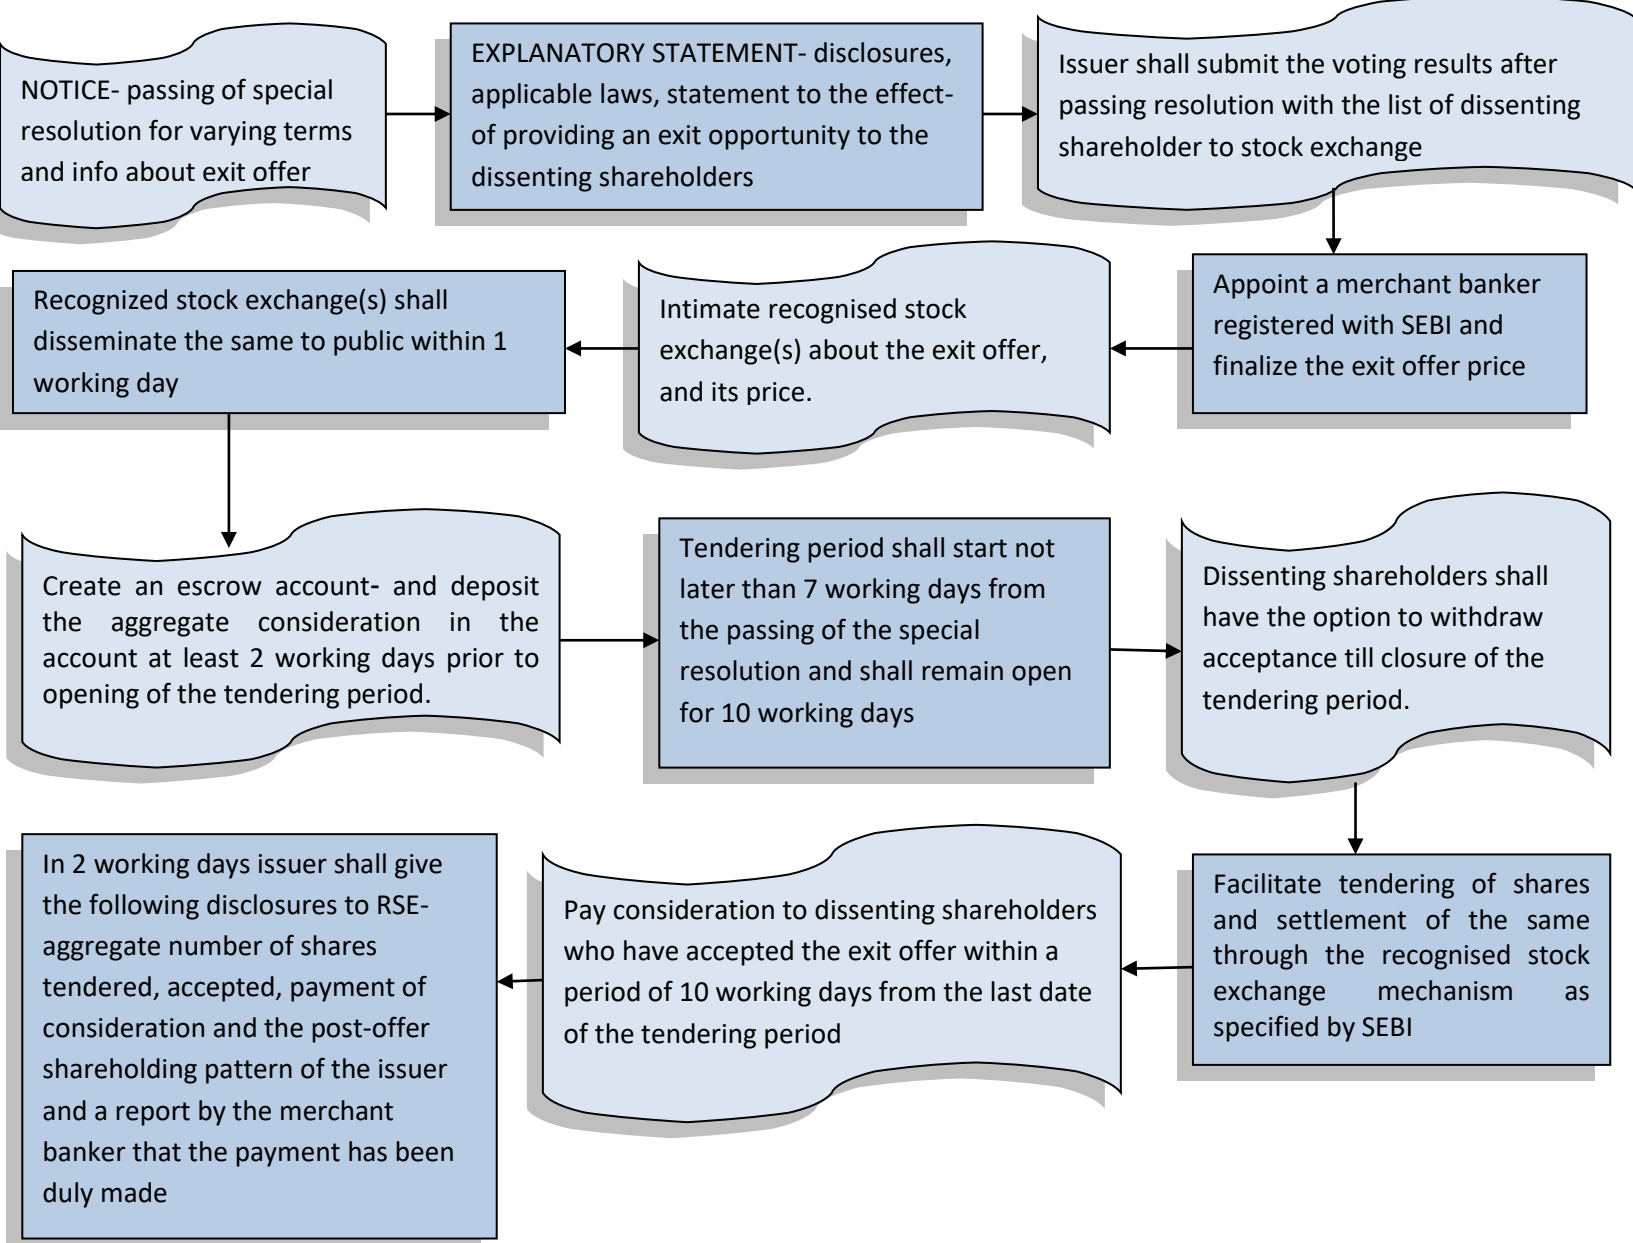 NOTICE- passing of special
resolution for varying terms
and info about exit offer
EXPLANATORY STATEMENT- disclosures,
applicable laws, statement to the effect-
of providing an exit opportunity to the
dissenting shareholders
Issuer shall submit the voting results after
passing resolution with the list of dissenting
shareholder to stock exchange
Appoint a merchant banker
registered with SEBI and
finalize the exit offer price
Intimate recognised stock
exchange(s) about the exit offer,
and its price.
Recognized stock exchange(s) shall
disseminate the same to public within 1
working day
Create an escrow account- and deposit
the aggregate consideration in the
account at least 2 working days prior to
opening of the tendering period.
Tendering period shall start not
later than 7 working days from
the passing of the special
resolution and shall remain open
for 10 working days
Dissenting shareholders shall
have the option to withdraw
acceptance till closure of the
tendering period.
Facilitate tendering of shares
and settlement of the same
through the recognised stock
exchange mechanism as
specified by SEBI
Pay consideration to dissenting shareholders
who have accepted the exit offer within a
period of 10 working days from the last date
of the tendering period
In 2 working days issuer shall give
the following disclosures to RSE-
aggregate number of shares
tendered, accepted, payment of
consideration and the post-offer
shareholding pattern of the issuer
and a report by the merchant
banker that the payment has been
duly made